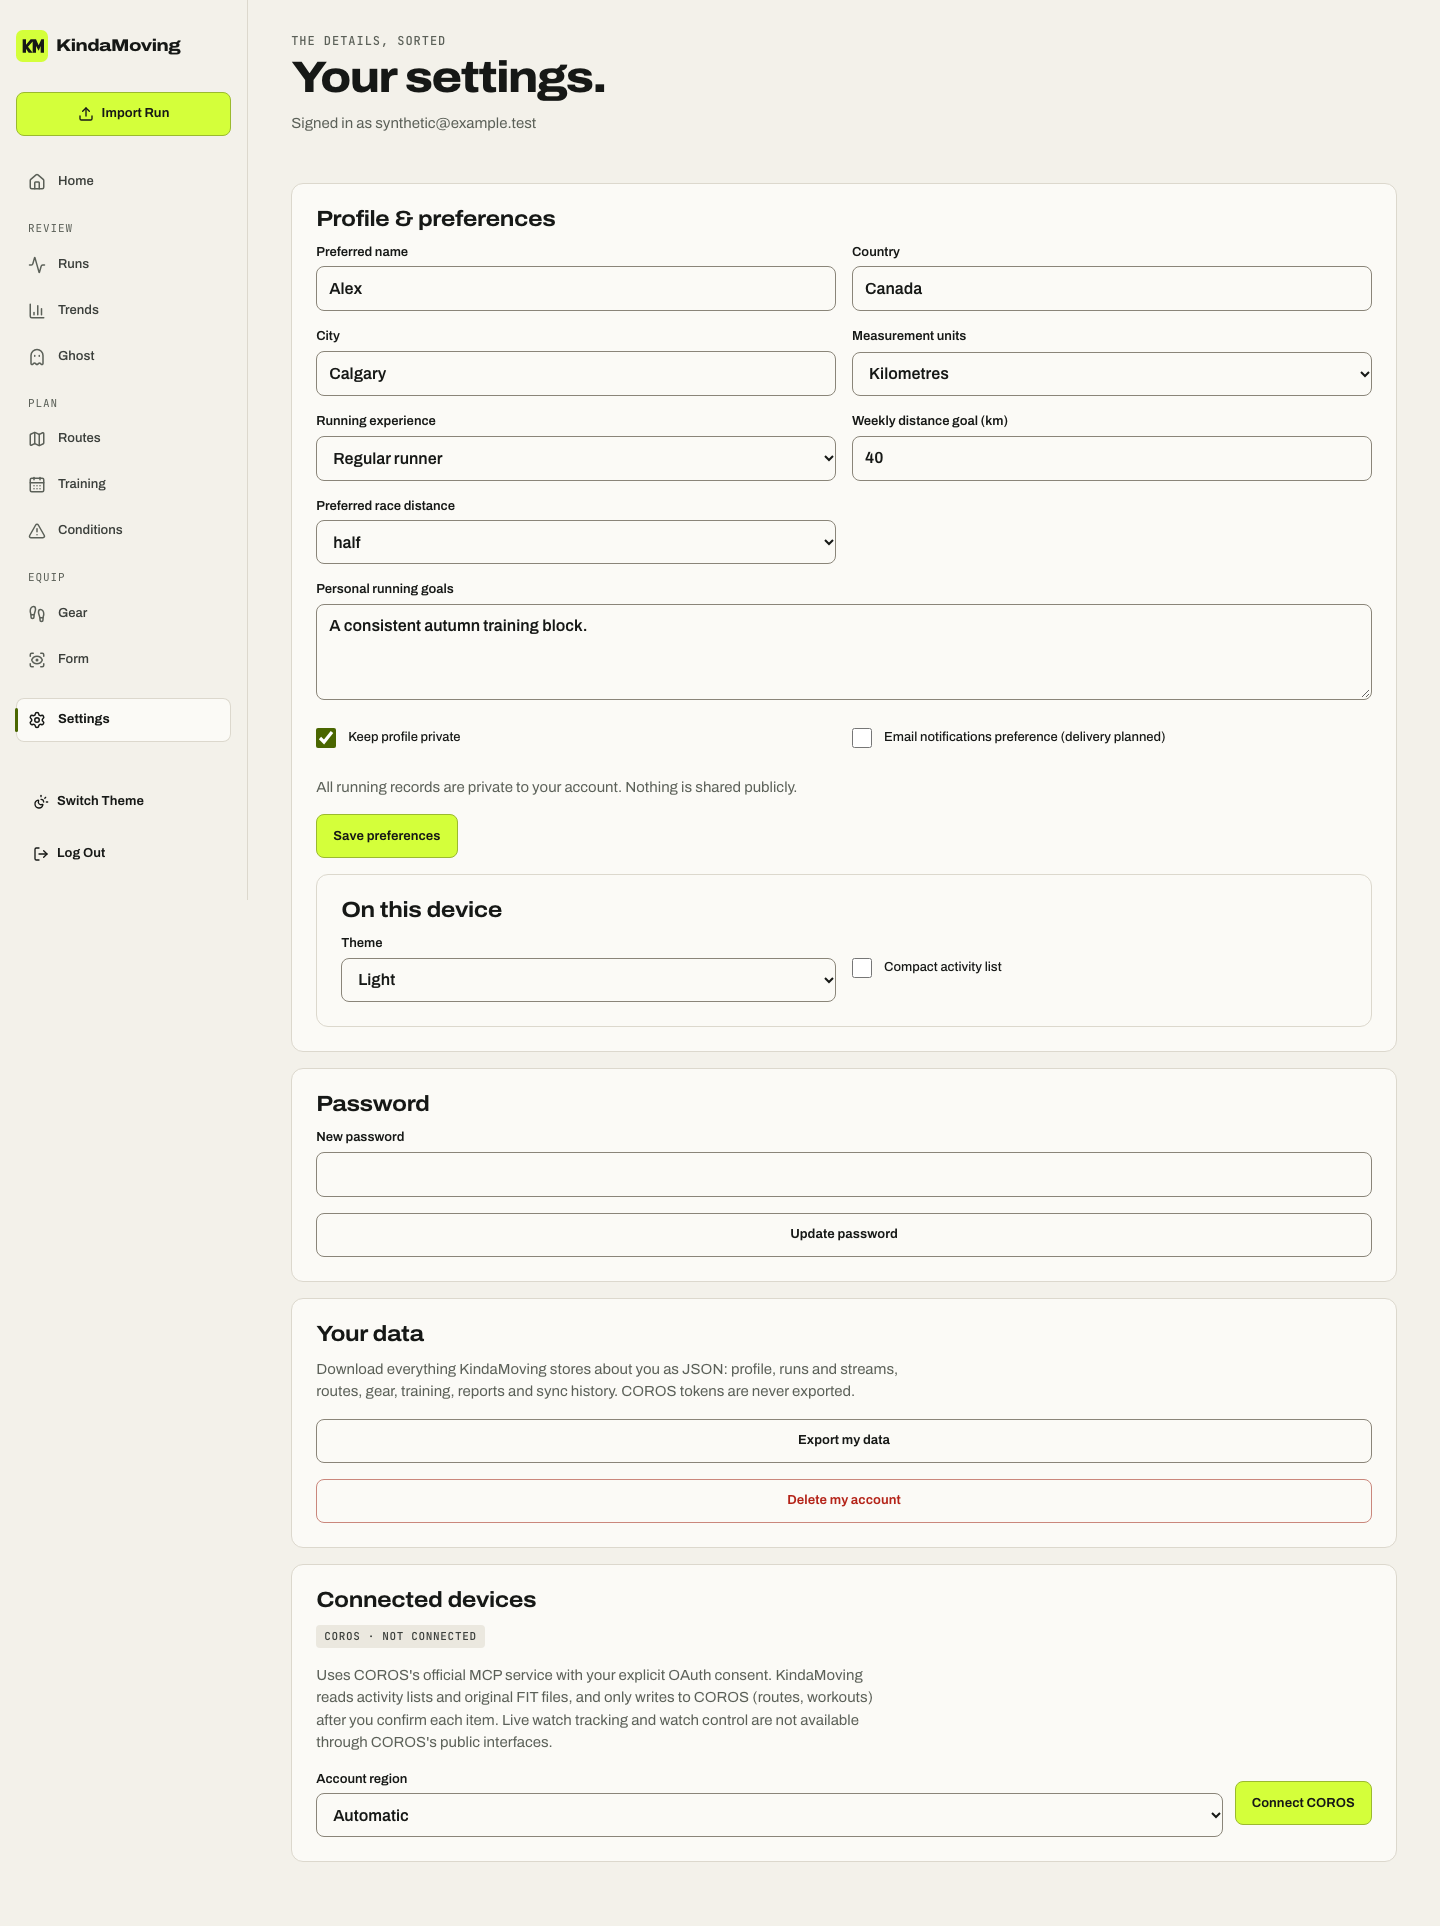 KM KindaMoving
Import Run
Home
REVIEW
Runs
Trends
Ghost
PLAN
Routes
Training
Conditions
EQUIP
Gear
Form
Settings
Switch Theme
Log Out
THE DETAILS, SORTED
Your settings.
Signed in as synthetic@example.test
Profile & preferences
Preferred name
Country
Alex
Canada
City
Measurement units
Calgary
Kilometres
Running experience
Weekly distance goal (km)
Regular runner
40
Preferred race distance
half
Personal running goals
A consistent autumn training block.
Keep profile private
Email notifications preference (delivery planned)
All running records are private to your account. Nothing is shared publicly.
Save preferences
On this device
Theme
Light
Compact activity list
Password
New password
Update password
Your data
Download everything KindaMoving stores about you as JSON: profile, runs and streams,
routes, gear, training, reports and sync history. COROS tokens are never exported.
Export my data
Delete my account
Connected devices
COROS · NOT CONNECTED
Uses COROS's official MCP service with your explicit OAuth consent. KindaMoving
reads activity lists and original FIT files, and only writes to COROS (routes, workouts)
after you confirm each item. Live watch tracking and watch control are not available
through COROS's public interfaces.
Account region
Automatic
Connect COROS